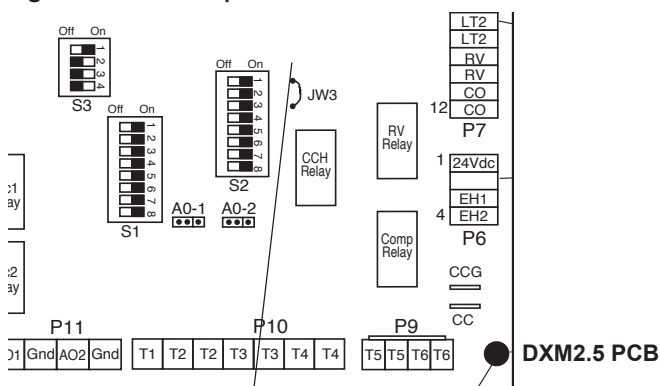 Off On
1
2
3
4
S3
Off On
1
2
3
4
5
6
7
8
S1
Off On
1
2
3
4
5
6
7
8
S2
JW3
CCH
Relay
RV
Relay
Comp
Relay
A0-1
A0-2
LT2
LT2
RV
RV
CO
12 CO
P7
1 24Vdc
EH1
4 EH2
P6
CCG
CC
P11
Gnd AO2 Gnd
P10
T1 T2 T2 T3 T3 T4 T4
P9
T5 T5 T6 T6
DXM2.5 PCB